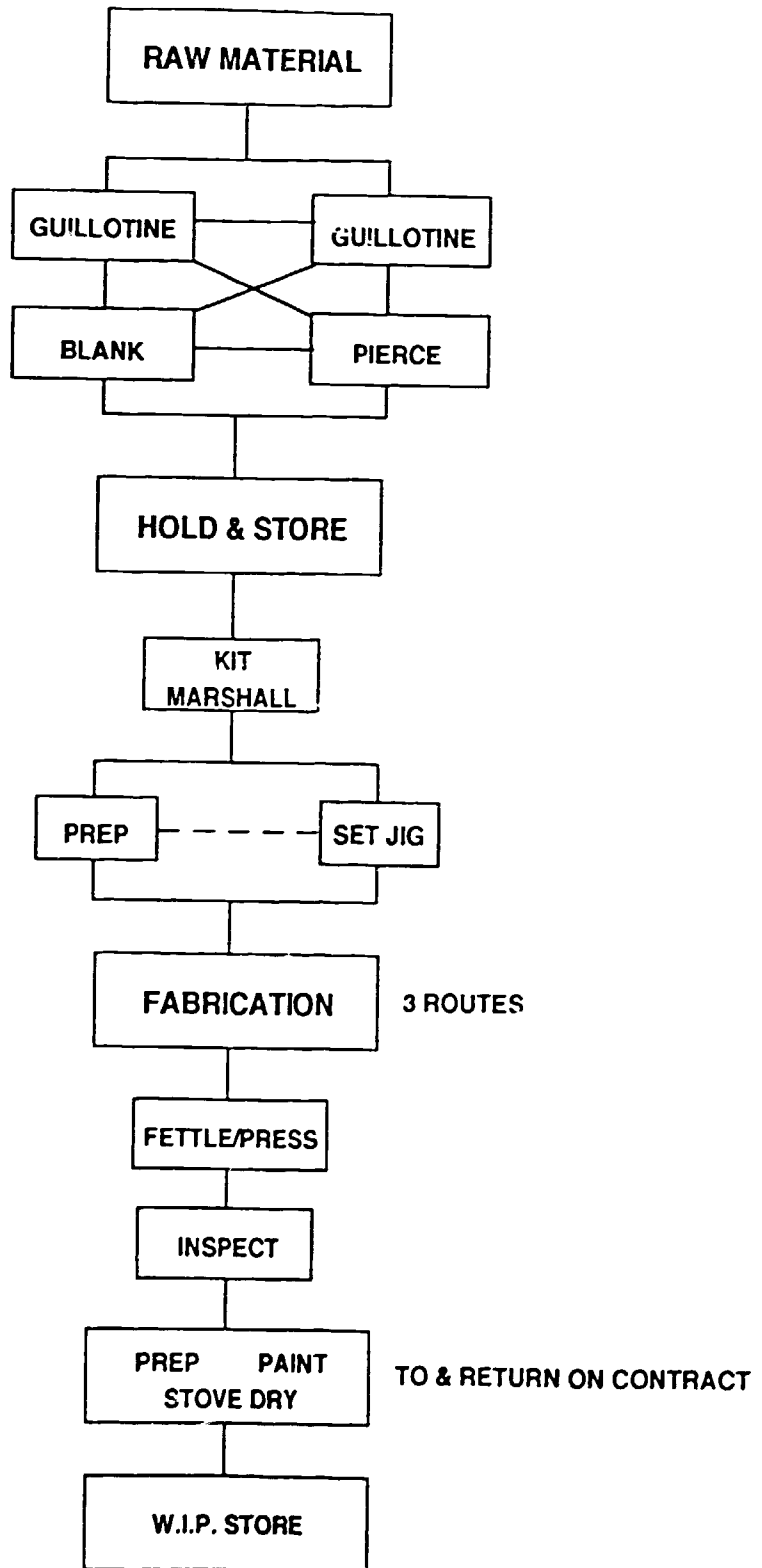 RAW MATERIAL
GUILLOTINE
GUILLOTINE
BLANK
PIERCE
HOLD & STORE
KIT
MARSHALL
PREP
SET JIG
FABRICATION
3 ROUTES
FETTLE/PRESS
INSPECT
PREP PAINT
STOVE DRY
TO & RETURN ON CONTRACT
W.I.P. STORE